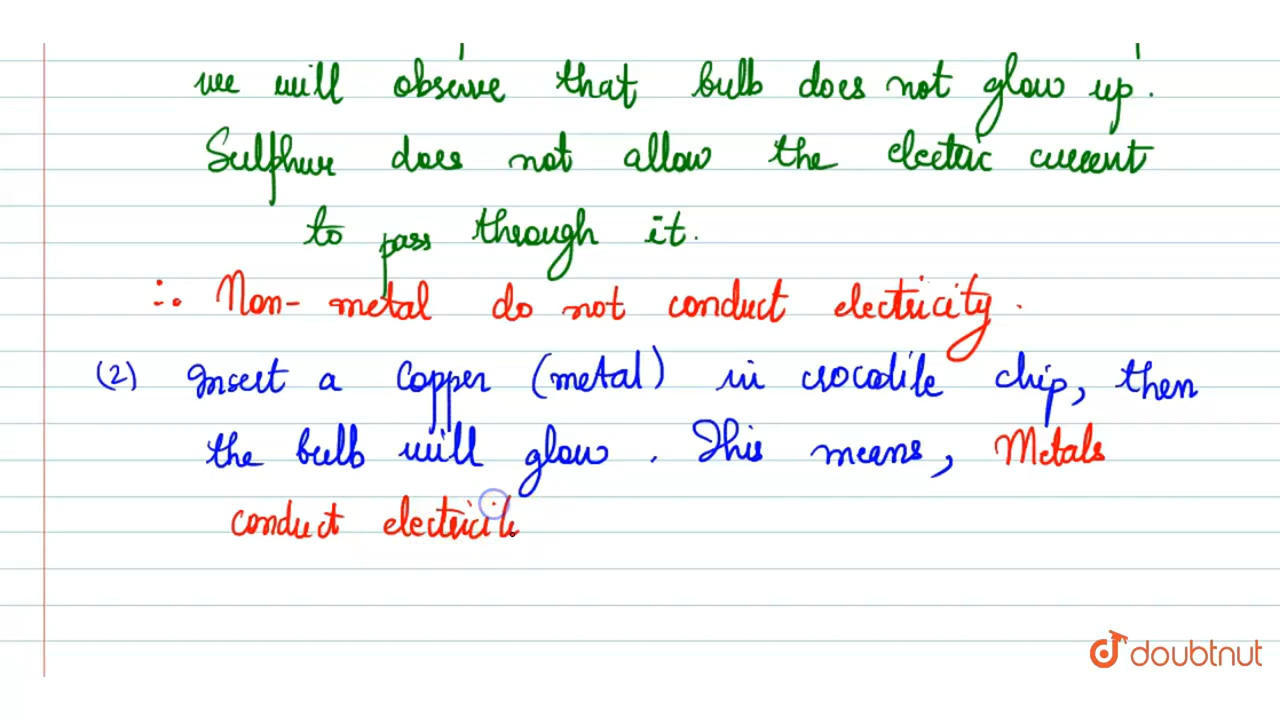 we will observe that bulb does not glow up.
Sulphur does not allow the electric current
to pass through it.
∴ Non-metal do not conduct electricity.
(2) Insert a Copper (metal) in crocodile chip, then
the bulb will glow. This means, Metals
conduct electricit
doubtnut